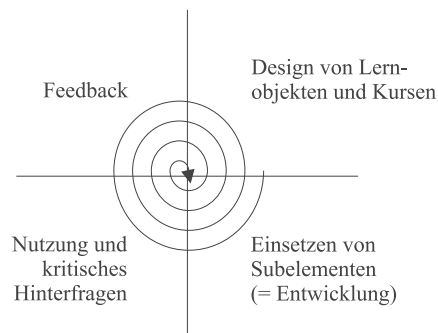 Feedback
Design von Lern-
objekten und Kursen
Nutzung und
kritisches
Hinterfragen
Einsetzen von
Subelementen
(= Entwicklung)